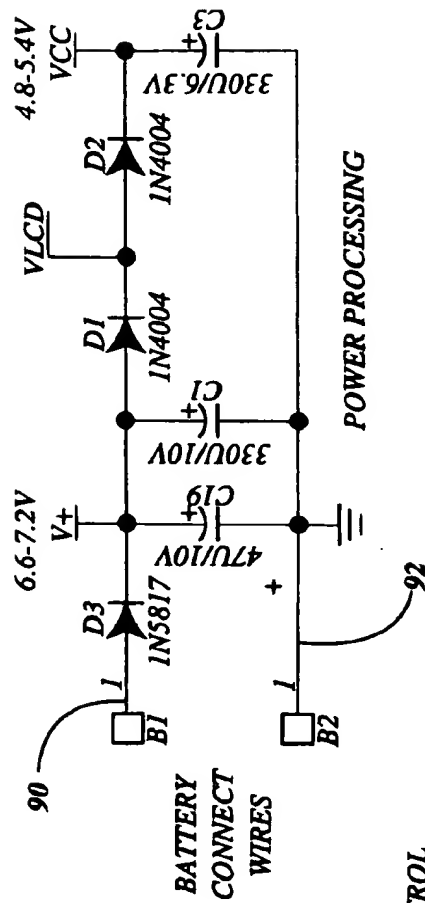 6.6-7.2V
V+
VLCD
4.8-5.4V
VCC
90
1
B1
D3
1N5817
D1
1N4004
D2
1N4004
+
C19
47U/10V
+
C1
330U/10V
+
C3
330U/6.3V
BATTERY
CONNECT
WIRES
+
1
B2
92
POWER PROCESSING
TROL